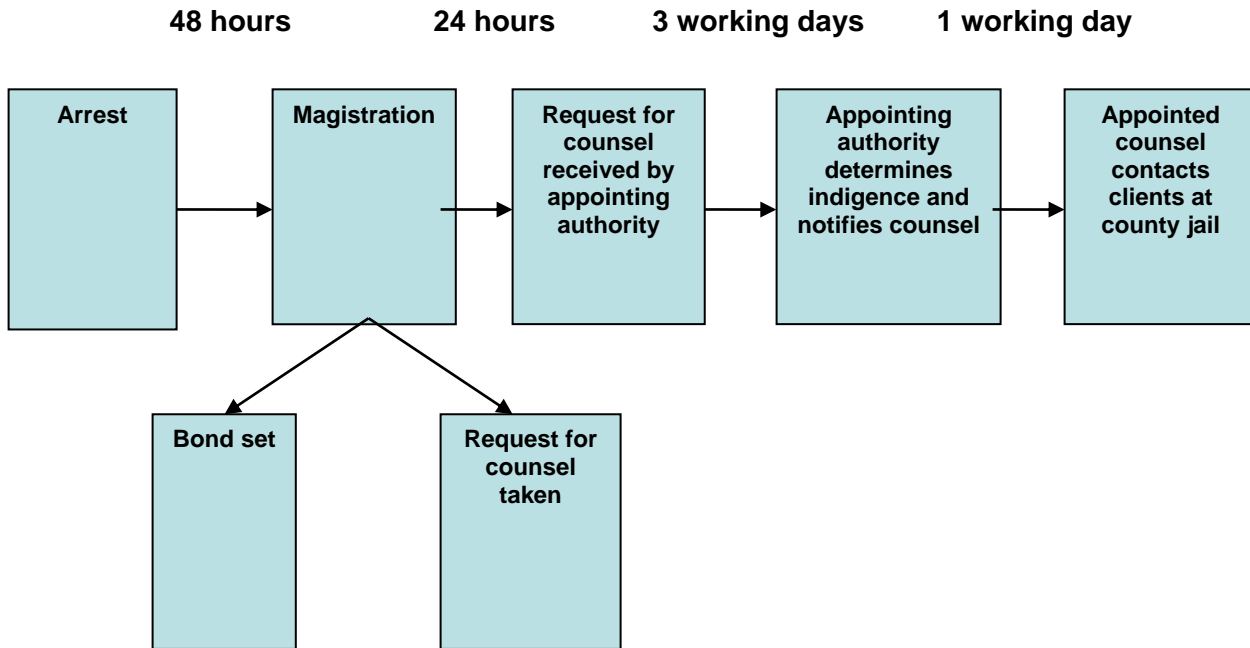 48 hours 24 hours 3 working days 1 working day
Arrest
Magistration
Request for
counsel
received by
appointing
authority
Appointing
authority
determines
indigence and
notifies counsel
Appointed
counsel
contacts
clients at
county jail
Bond set
Request for
counsel
taken